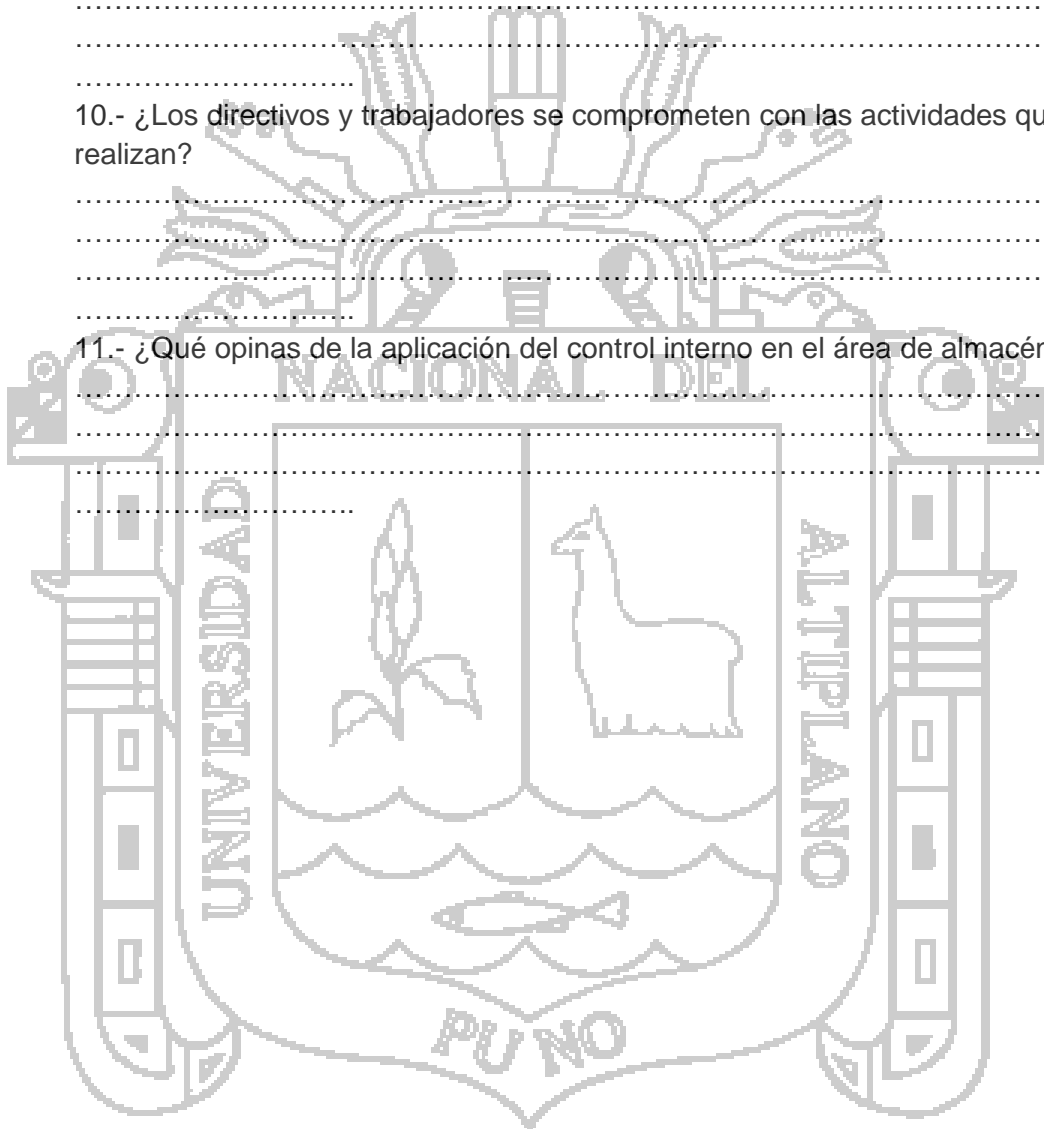 ……………………………………………………………………………………
……………………………………………………………………………………
………………………..
10.- ¿Los directivos y trabajadores se comprometen con las actividades qu
realizan?
……………………………………………………………………………………
……………………………………………………………………………………
……………………………………………………………………………………
………………………..
11.- ¿Qué opinas de la aplicación del control interno en el área de almacén
……………………………………………………………………………………
……………………………………………………………………………………
……………………………………………………………………………………
………………………..
NACIONAL DEL
UNIVERSIDAD
ALTIPLANO
PUNO